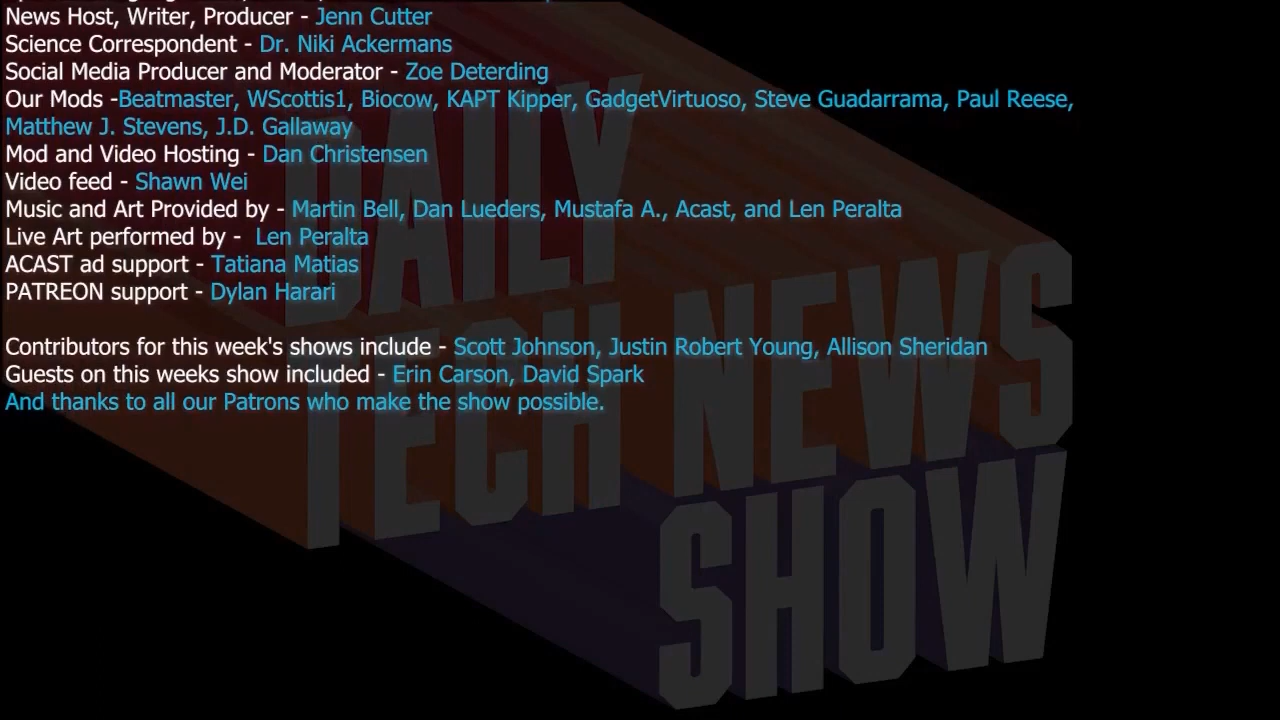 News Host, Writer, Producer - Jenn Cutter
Science Correspondent - Dr. Niki Ackermans
Social Media Producer and Moderator - Zoe Deterding
Our Mods -Beatmaster, WScottis1, Biocow, KAPT Kipper, GadgetVirtuoso, Steve Guadarrama, Paul Reese,
Matthew J. Stevens, J.D. Gallaway
Mod and Video Hosting - Dan Christensen
Video feed - Shawn Wei
Music and Art Provided by - Martin Bell, Dan Lueders, Mustafa A., Acast, and Len Peralta
Live Art performed by -  Len Peralta
ACAST ad support - Tatiana Matias
PATREON support - Dylan Harari
Contributors for this week's shows include - Scott Johnson, Justin Robert Young, Allison Sheridan
Guests on this weeks show included - Erin Carson, David Spark
And thanks to all our Patrons who make the show possible.
DAILY
TECH NEWS
SHOW